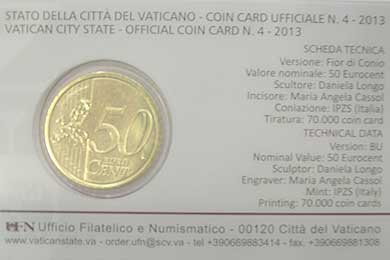 STATO DELLA CITTÀ DEL VATICANO - COIN CARD UFFICIALE N. 4 - 2013
VATICAN CITY STATE - OFFICIAL COIN CARD N. 4 - 2013
SCHEDA TECNICA
Versione: Fior di Conio
Valore nominale: 50 Eurocent
Scultore: Daniela Longo
Incisore: Maria Angela Cassol
Coniazione: IPZS (Italia)
Tiratura: 70.000 coin card
TECHNICAL DATA
Version: BU
Nominal Value: 50 Eurocent
Sculptor: Daniela Longo
Engraver: Maria Angela Cassol
Mint: IPZS (Italy)
Printing: 70.000 coin cards
50
EURO
CENT
UFN Ufficio Filatelico e Numismatico - 00120 Città del Vaticano
www.vaticanstate.va - order.ufn@scv.va - tel +390669883414 - fax +390669881308